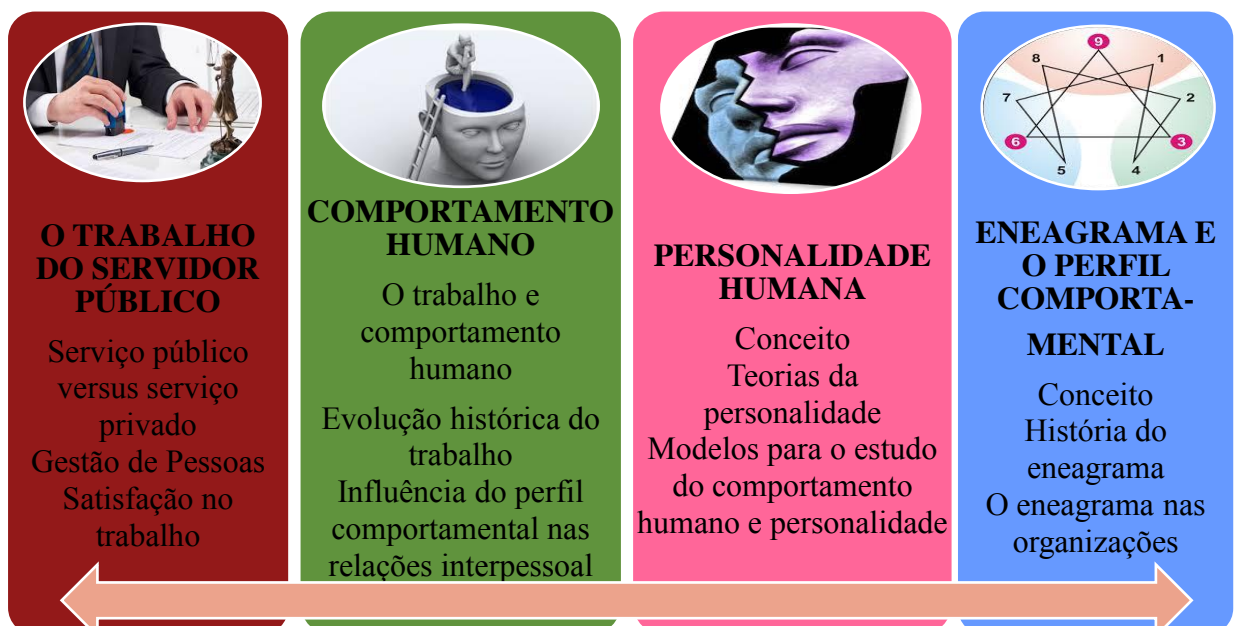 O TRABALHO
DO SERVIDOR
PÚBLICO
Serviço público
versus serviço
privado
Gestão de Pessoas
Satisfação no
trabalho
COMPORTAMENTO
HUMANO
O trabalho e
comportamento
humano
Evolução histórica do
trabalho
Influência do perfil
comportamental nas
relações interpessoal
PERSONALIDADE
HUMANA
Conceito
Teorias da
personalidade
Modelos para o estudo
do comportamento
humano e personalidade
9
8
1
7
2
6
3
5
4
ENEAGRAMA E
O PERFIL
COMPORTA-
MENTAL
Conceito
História do
eneagrama
O eneagrama nas
organizações